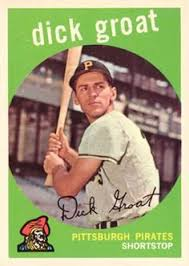 dick groat
P
Dick Groat
PITTSBURGH PIRATES
SHORTSTOP